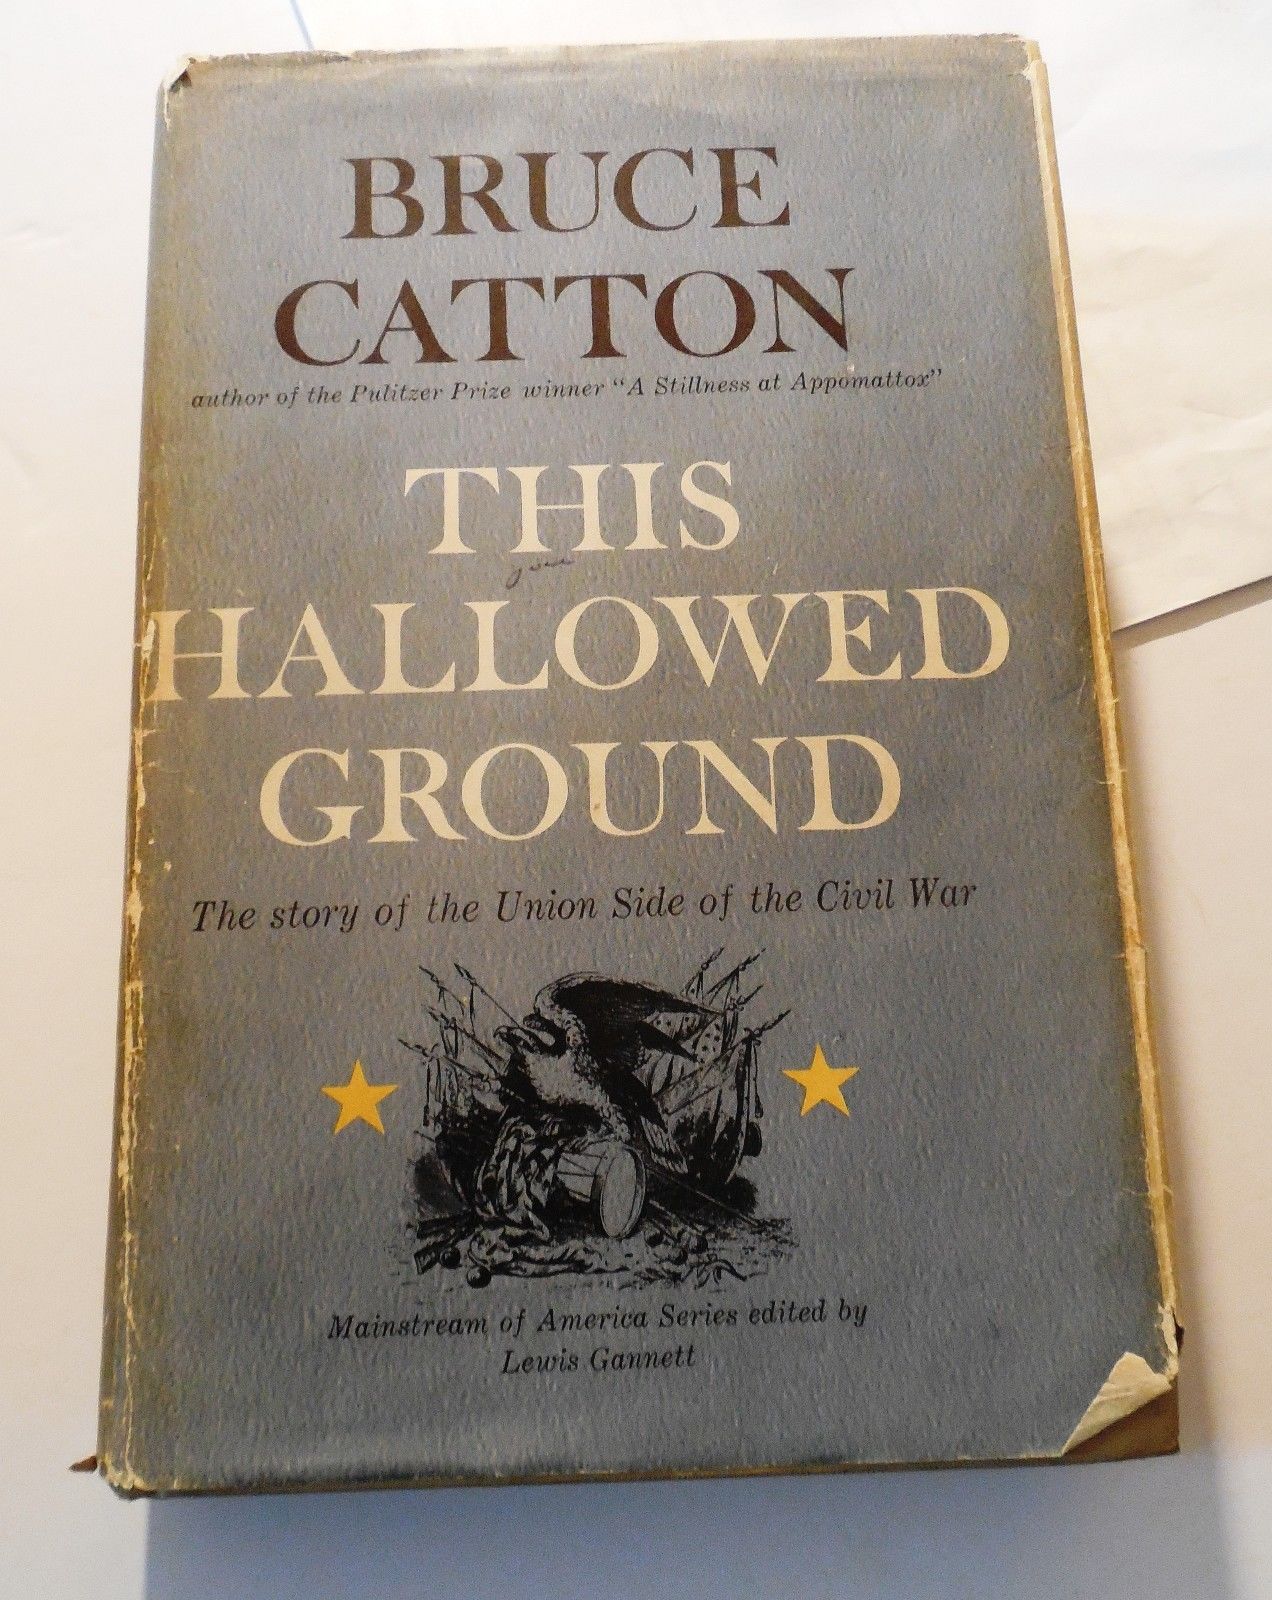 BRUCE
CATTON
author of the Pulitzer Prize winner "A Stillness at Appomattox"
THIS
HALLOWED
GROUND
The story of the Union Side of the Civil War
Mainstream of America Series edited by
Lewis Gannett